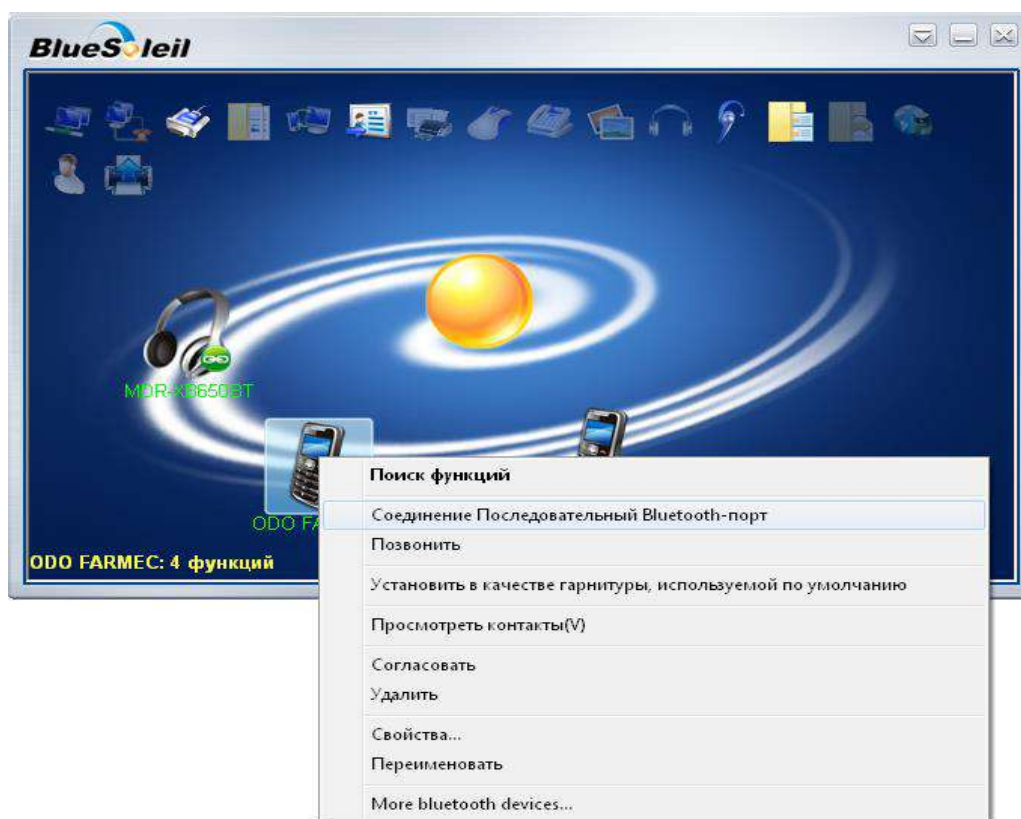 BlueSoleil
MDR-XB650BT
ODO FA
ODO FARMEC: 4 функций
Поиск функций
Соединение Последовательный Bluetooth-порт
Позвонить
Установить в качестве гарнитуры, используемой по умолчанию
Просмотреть контакты(V)
Согласовать
Удалить
Свойства...
Переименовать
More bluetooth devices...